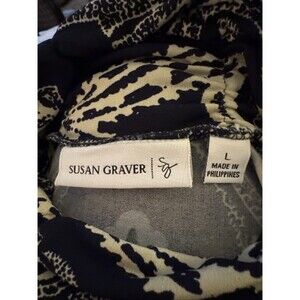 SUSAN GRAVER
sg
L
MADE IN
PHILIPPINES